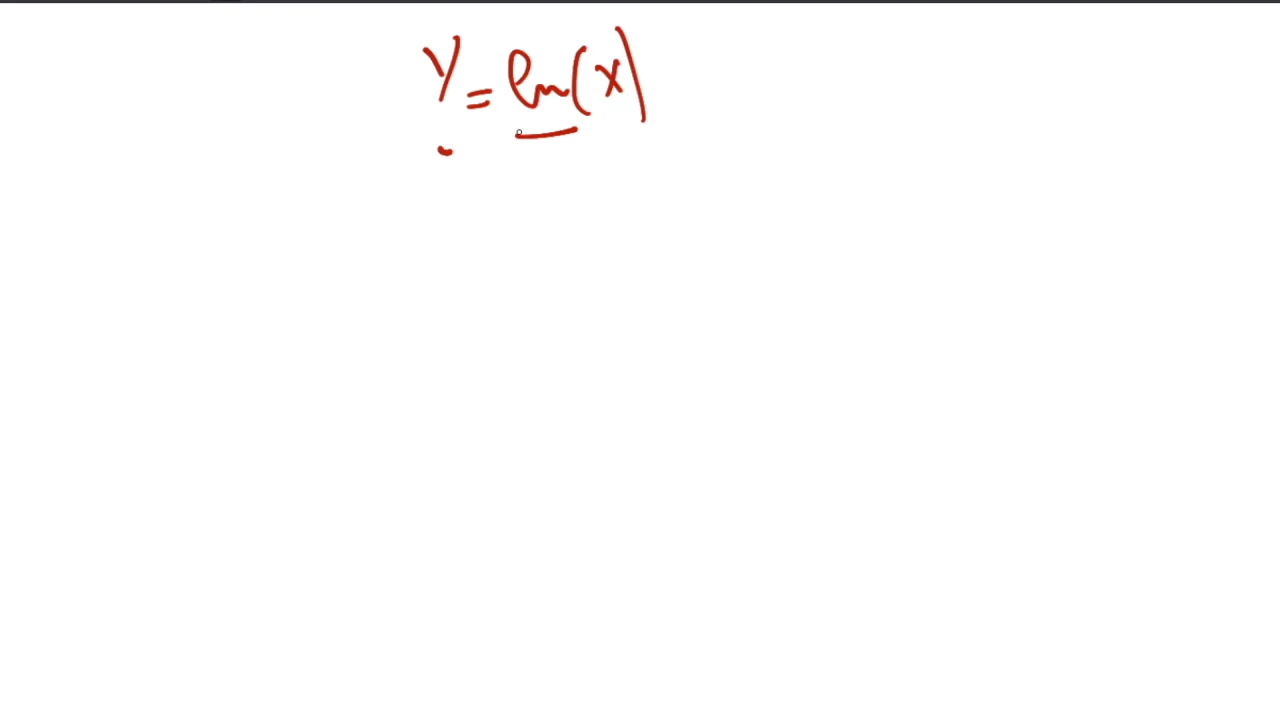 y = ln(x)